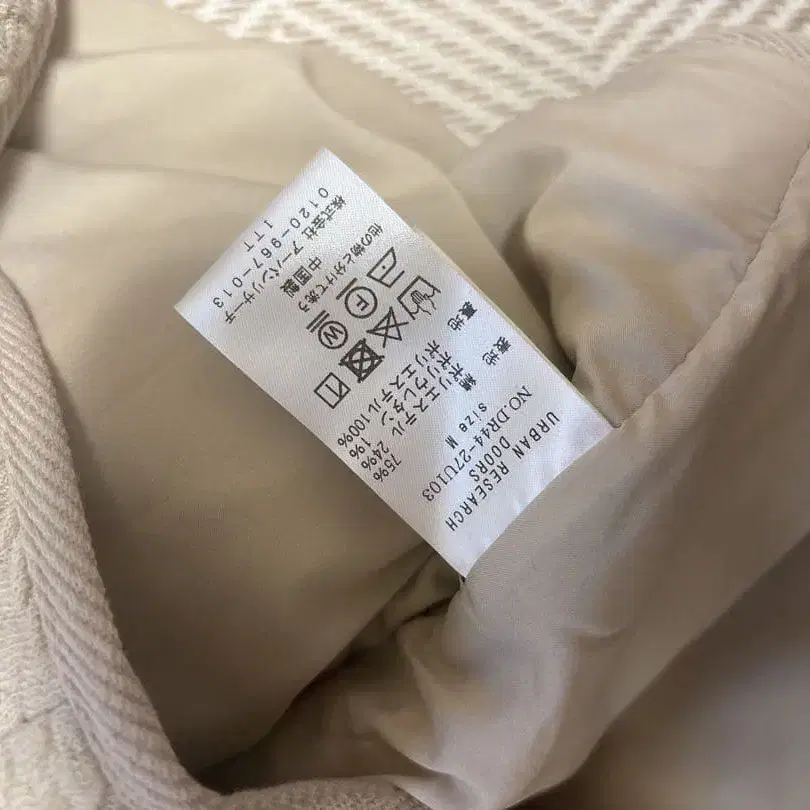 URBAN RESEARCH
DOORS
NO.DR44-27U103
size M
表地 綿 75%
ポリエステル 24%
ポリウレタン 1%
裏地 ポリエステル100%
F
W
他の物と分けて洗う
中国製
株式会社 アーバンリサーチ
0120-967-013
1TT